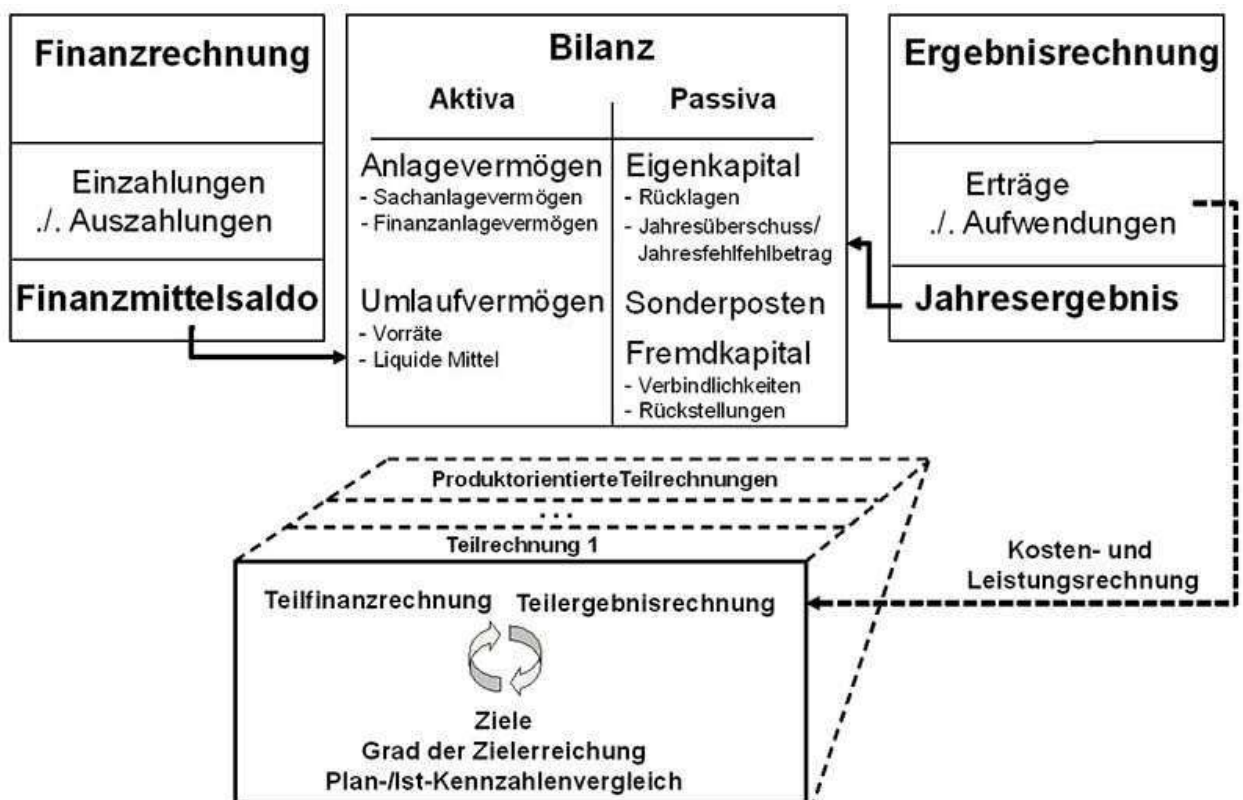 Finanzrechnung
Einzahlungen
./. Auszahlungen
Finanzmittelsaldo
Bilanz
Aktiva
Anlagevermögen
- Sachanlagevermögen
- Finanzanlagevermögen
Umlaufvermögen
- Vorräte
- Liquide Mittel
Passiva
Eigenkapital
- Rücklagen
- Jahresüberschuss/
Jahresfehlfehlbetrag
Sonderposten
Fremdkapital
- Verbindlichkeiten
- Rückstellungen
Ergebnisrechnung
Erträge
./. Aufwendungen
Jahresergebnis
Kosten- und
Leistungsrechnung
Produktorientierte Teilrechnungen
...
Teilrechnung 1
Teilfinanzrechnung Teilergebnisrechnung
Ziele
Grad der Zielerreichung
Plan-/Ist-Kennzahlenvergleich